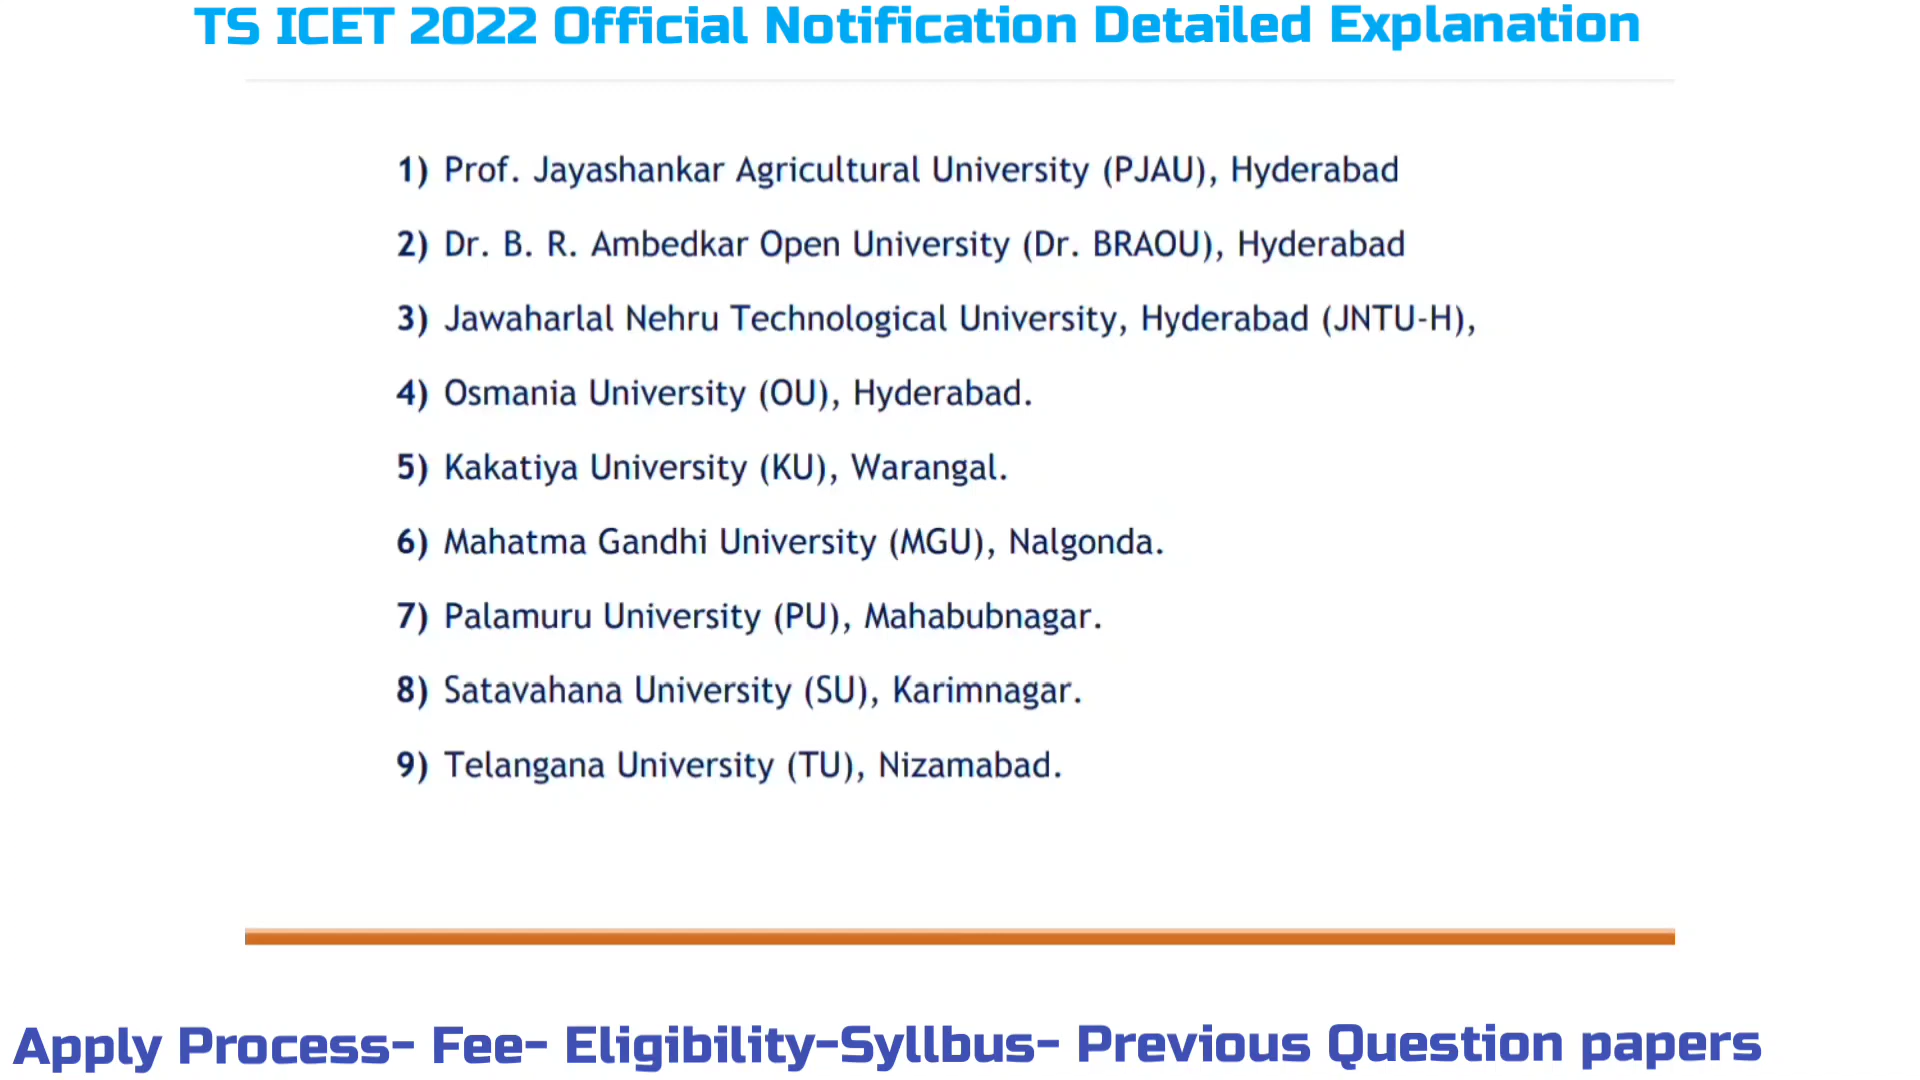 TS ICET 2022 Official Notification Detailed Explanation
1) Prof. Jayashankar Agricultural University (PJAU), Hyderabad
2) Dr. B. R. Ambedkar Open University (Dr. BRAOU), Hyderabad
3) Jawaharlal Nehru Technological University, Hyderabad (JNTU-H),
4) Osmania University (OU), Hyderabad.
5) Kakatiya University (KU), Warangal.
6) Mahatma Gandhi University (MGU), Nalgonda.
7) Palamuru University (PU), Mahabubnagar.
8) Satavahana University (SU), Karimnagar.
9) Telangana University (TU), Nizamabad.
Apply Process- Fee- Eligibility-Syllbus- Previous Question papers